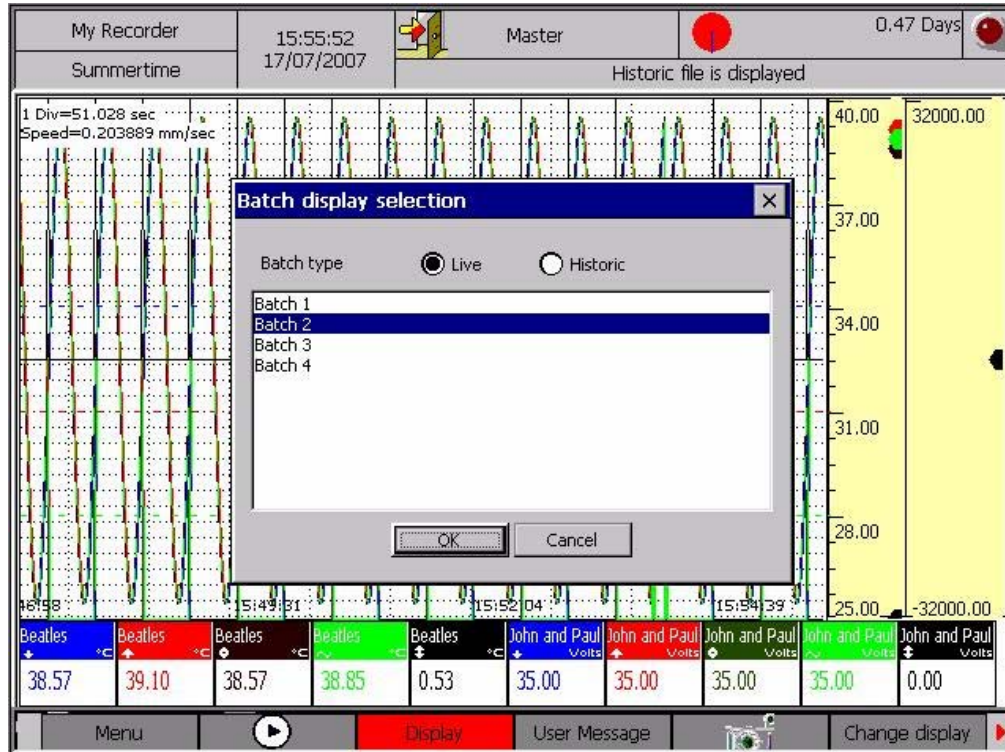 My Recorder
Summertime
15:55:52
17/07/2007
Master
0.47 Days
Historic file is displayed
1 Div=51.028 sec
Speed=0.203889 mm/sec
40.00
37.00
34.00
31.00
28.00
25.00
32000.00
-32000.00
Batch display selection
Batch type
Live
Historic
Batch 1
Batch 2
Batch 3
Batch 4
OK
Cancel
15:49:31
15:52:04
15:54:39
Beatles °C 38.57
Beatles °C 39.10
Beatles °C 38.57
Beatles °C 38.85
Beatles °C 0.53
John and Paul Volts 35.00
John and Paul Volts 35.00
John and Paul Volts 35.00
John and Paul Volts 35.00
John and Paul Volts 0.00
Menu
Display
User Message
Change display